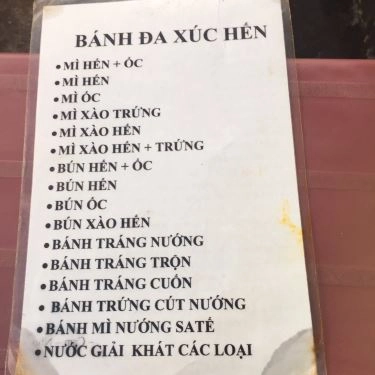 BÁNH ĐA XÚC HẾN
• MÌ HẾN + ỐC
• MÌ HẾN
• MÌ ỐC
• MÌ XÀO TRỨNG
• MÌ XÀO HẾN
• MÌ XÀO HẾN + TRỨNG
• BÚN HẾN + ỐC
• BÚN HẾN
• BÚN ỐC
• BÚN XÀO HẾN
• BÁNH TRÁNG NƯỚNG
• BÁNH TRÁNG TRỘN
• BÁNH TRÁNG CUỐN
• BÁNH TRỨNG CÚT NƯỚNG
• BÁNH MÌ NƯỚNG SATẾ
• NƯỚC GIẢI KHÁT CÁC LOẠI